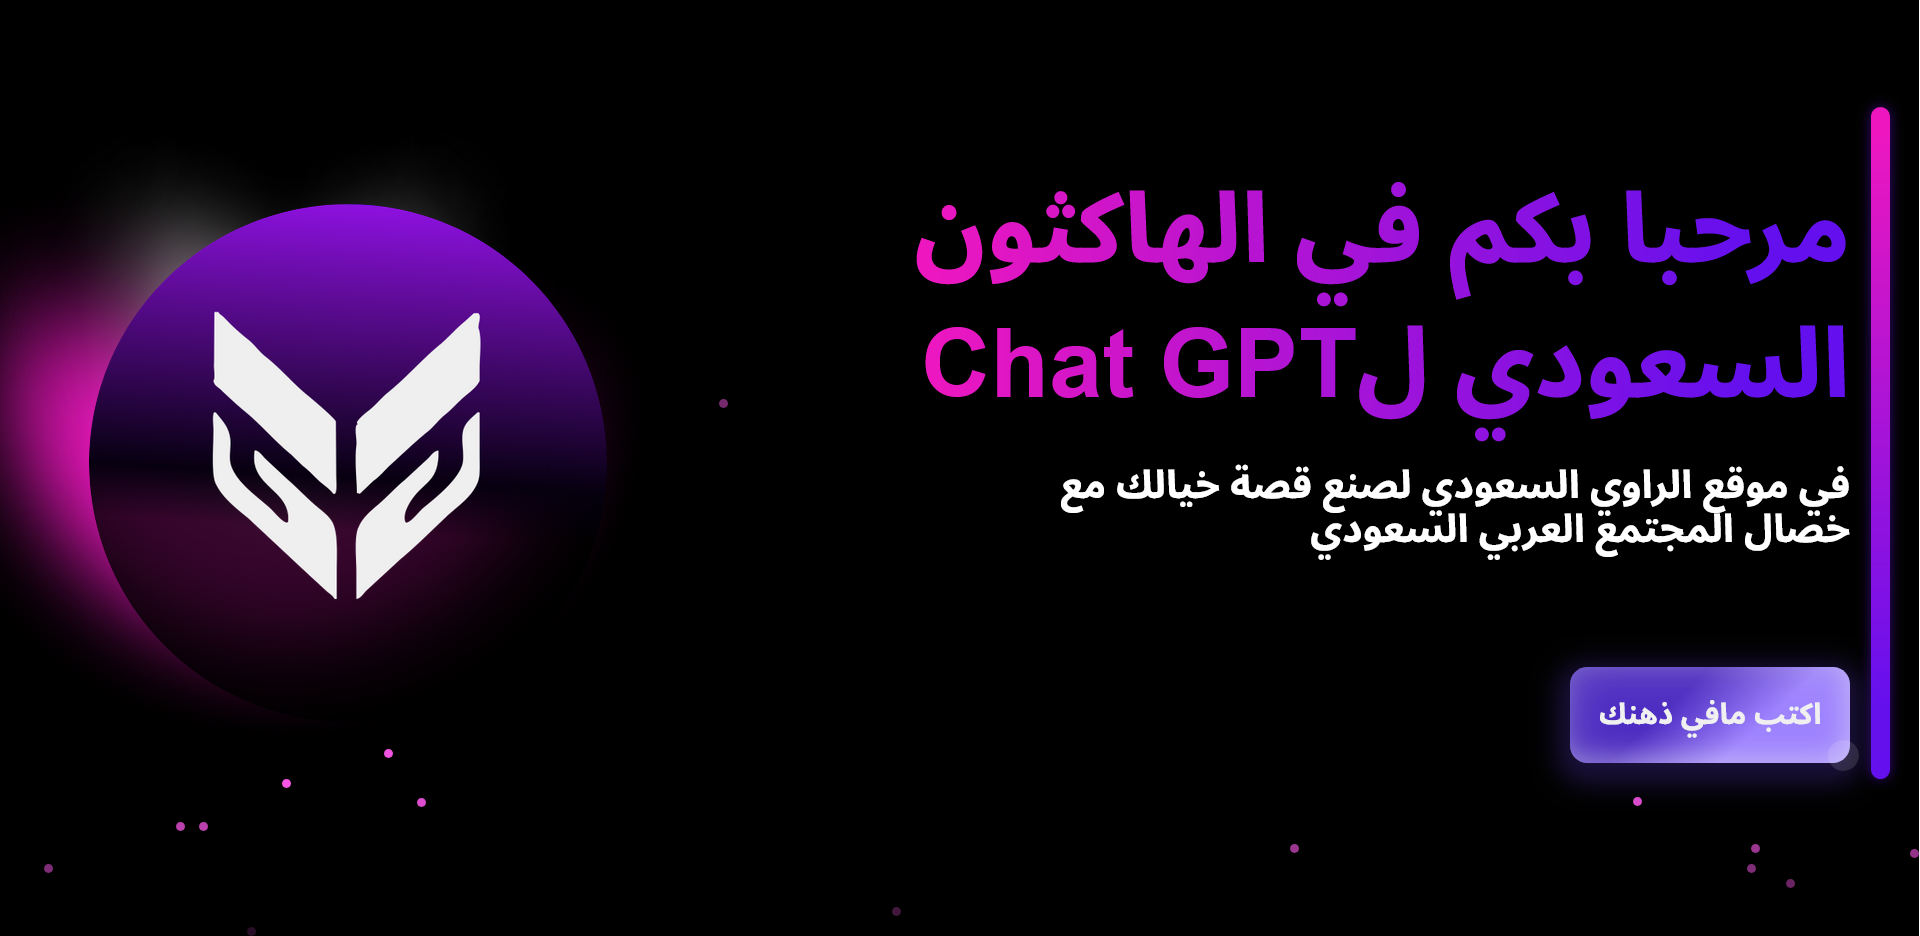 مرحبا بكم في الهاكثون
السعودي لChat GPT
في موقع الراوي السعودي لصنع قصة خيالك مع
خصال المجتمع العربي السعودي
اكتب مافي ذهنك